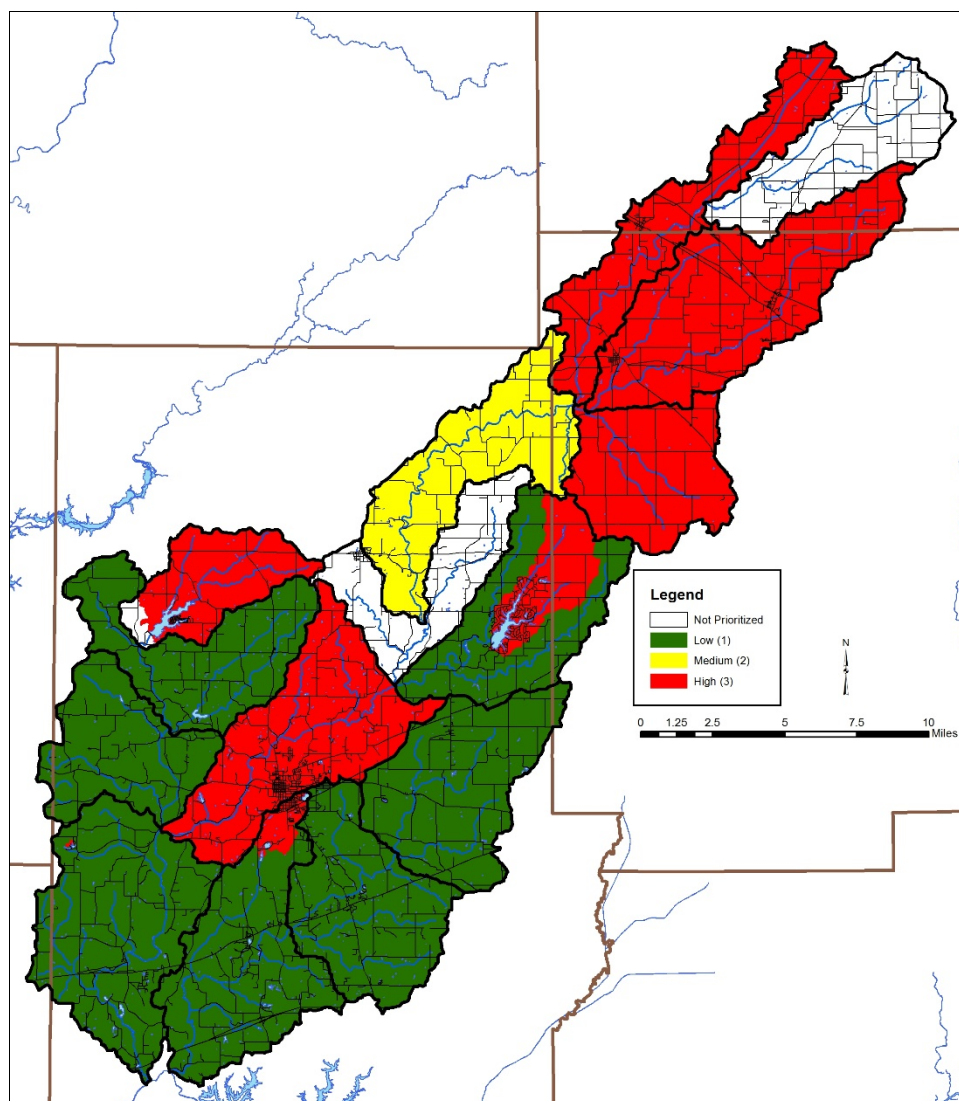 Legend
Not Prioritized
Low (1)
Medium (2)
High (3)
N
0 1.25 2.5 5 7.5 10
Miles